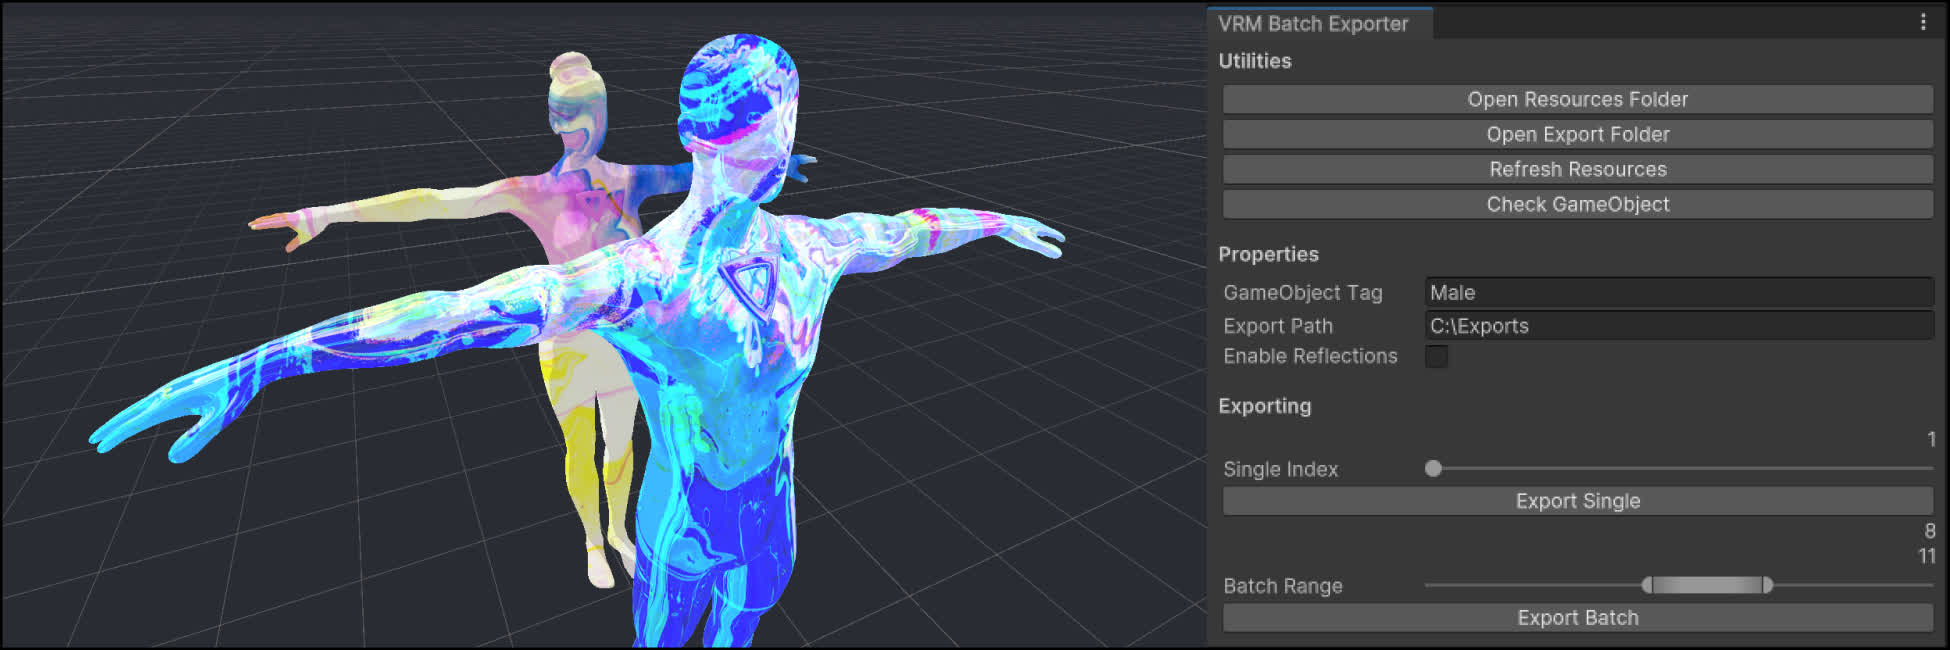 VRM Batch Exporter
Utilities
Open Resources Folder
Open Export Folder
Refresh Resources
Check GameObject
Properties
GameObject Tag Male
Export Path C:\Exports
Enable Reflections
Exporting
1
Single Index
Export Single
8
11
Batch Range
Export Batch